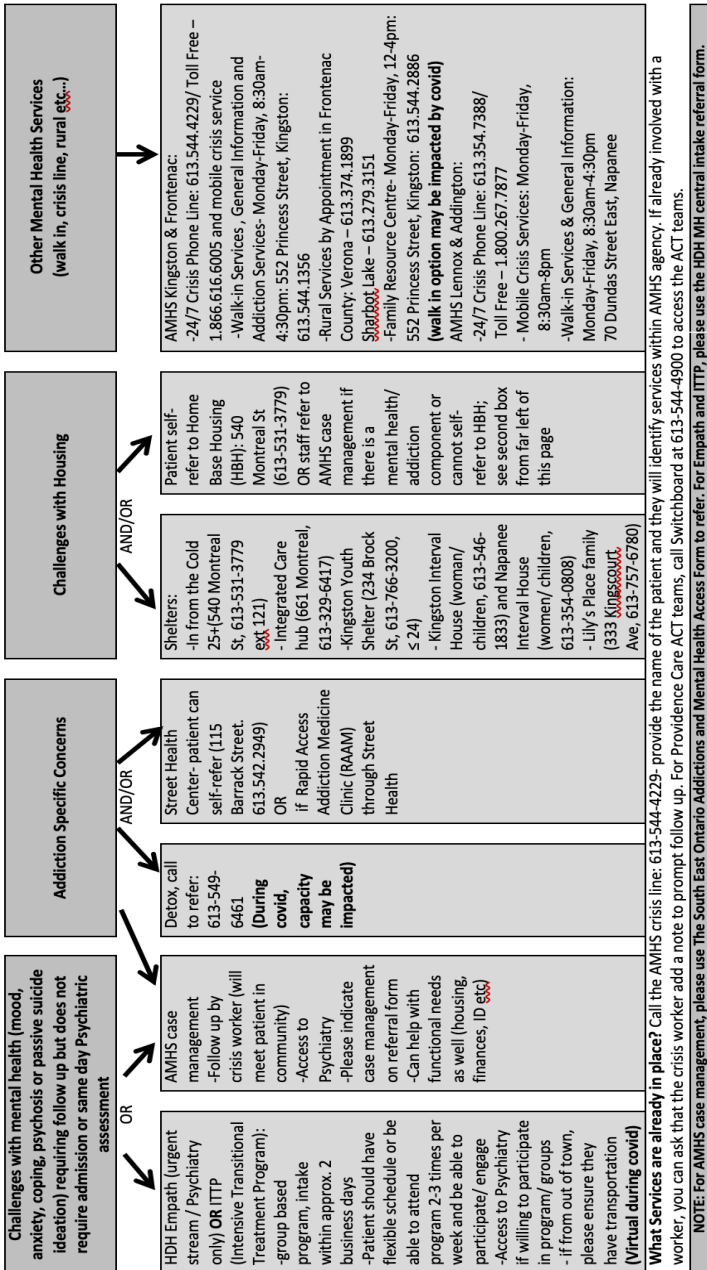 Challenges with mental health (mood,
anxiety, coping, psychosis or passive suicide
ideation) requiring follow up but does not
require admission or same day Psychiatric
assessment
Addiction Specific Concerns
Challenges with Housing
Other Mental Health Services
(walk in, crisis line, rural etc...)
OR
AND/OR
AND/OR
HDH Empath (urgent
stream / Psychiatry
only) OR ITTP
(Intensive Transitional
Treatment Program):
-group based
program, intake
within approx. 2
business days
-Patient should have
flexible schedule or be
able to attend
program 2-3 times per
week and be able to
participate/ engage
-Access to Psychiatry
if willing to participate
in program/ groups
- if from out of town,
please ensure they
have transportation
(Virtual during covid)
AMHS case
management
-Follow up by
crisis worker (will
meet patient in
community)
-Access to
Psychiatry
-Please indicate
case management
on referral form
-Can help with
functional needs
as well (housing,
finances, ID etc)
Detox, call
to refer:
613-549-
6461
(During
covid,
capacity
may be
impacted)
Street Health
Center- patient can
self-refer (115
Barrack Street.
613.542.2949)
OR
if Rapid Access
Addiction Medicine
Clinic (RAAM)
through Street
Health
Shelters:
-In from the Cold
25+(540 Montreal
St, 613-531-3779
ext 121)
- Integrated Care
hub (661 Montreal,
613-329-6417)
-Kingston Youth
Shelter (234 Brock
St, 613-766-3200,
≤ 24)
- Kingston Interval
House (woman/
children, 613-546-
1833) and Napanee
Interval House
(women/ children,
613-354-0808)
- Lily's Place family
(333 Kingscourt
Ave, 613-757-6780)
Patient self-
refer to Home
Base Housing
(HBH); 540
Montreal St
(613-531-3779)
OR staff refer to
AMHS case
management if
there is a
mental health/
addiction
component or
cannot self-
refer to HBH;
see second box
from far left of
this page
AMHS Kingston & Frontenac:
-24/7 Crisis Phone Line: 613.544.4229/ Toll Free –
1.866.616.6005 and mobile crisis service
-Walk-in Services , General Information and
Addiction Services- Monday-Friday, 8:30am-
4:30pm: 552 Princess Street, Kingston:
613.544.1356
-Rural Services by Appointment in Frontenac
County: Verona – 613.374.1899
Sharbot Lake – 613.279.3151
-Family Resource Centre- Monday-Friday, 12-4pm:
552 Princess Street, Kingston: 613.544.2886
(walk in option may be impacted by covid)
AMHS Lennox & Addington:
-24/7 Crisis Phone Line: 613.354.7388/
Toll Free – 1.800.267.7877
- Mobile Crisis Services: Monday-Friday,
8:30am-8pm
-Walk-in Services & General Information:
Monday-Friday, 8:30am-4:30pm
70 Dundas Street East, Napanee
What Services are already in place? Call the AMHS crisis line: 613-544-4229- provide the name of the patient and they will identify services within AMHS agency. If already involved with a
worker, you can ask that the crisis worker add a note to prompt follow up. For Providence Care ACT teams, call Switchboard at 613-544-4900 to access the ACT teams.
NOTE: For AMHS case management, please use The South East Ontario Addictions and Mental Health Access Form to refer. For Empath and ITTP, please use the HDH MH central intake referral form.